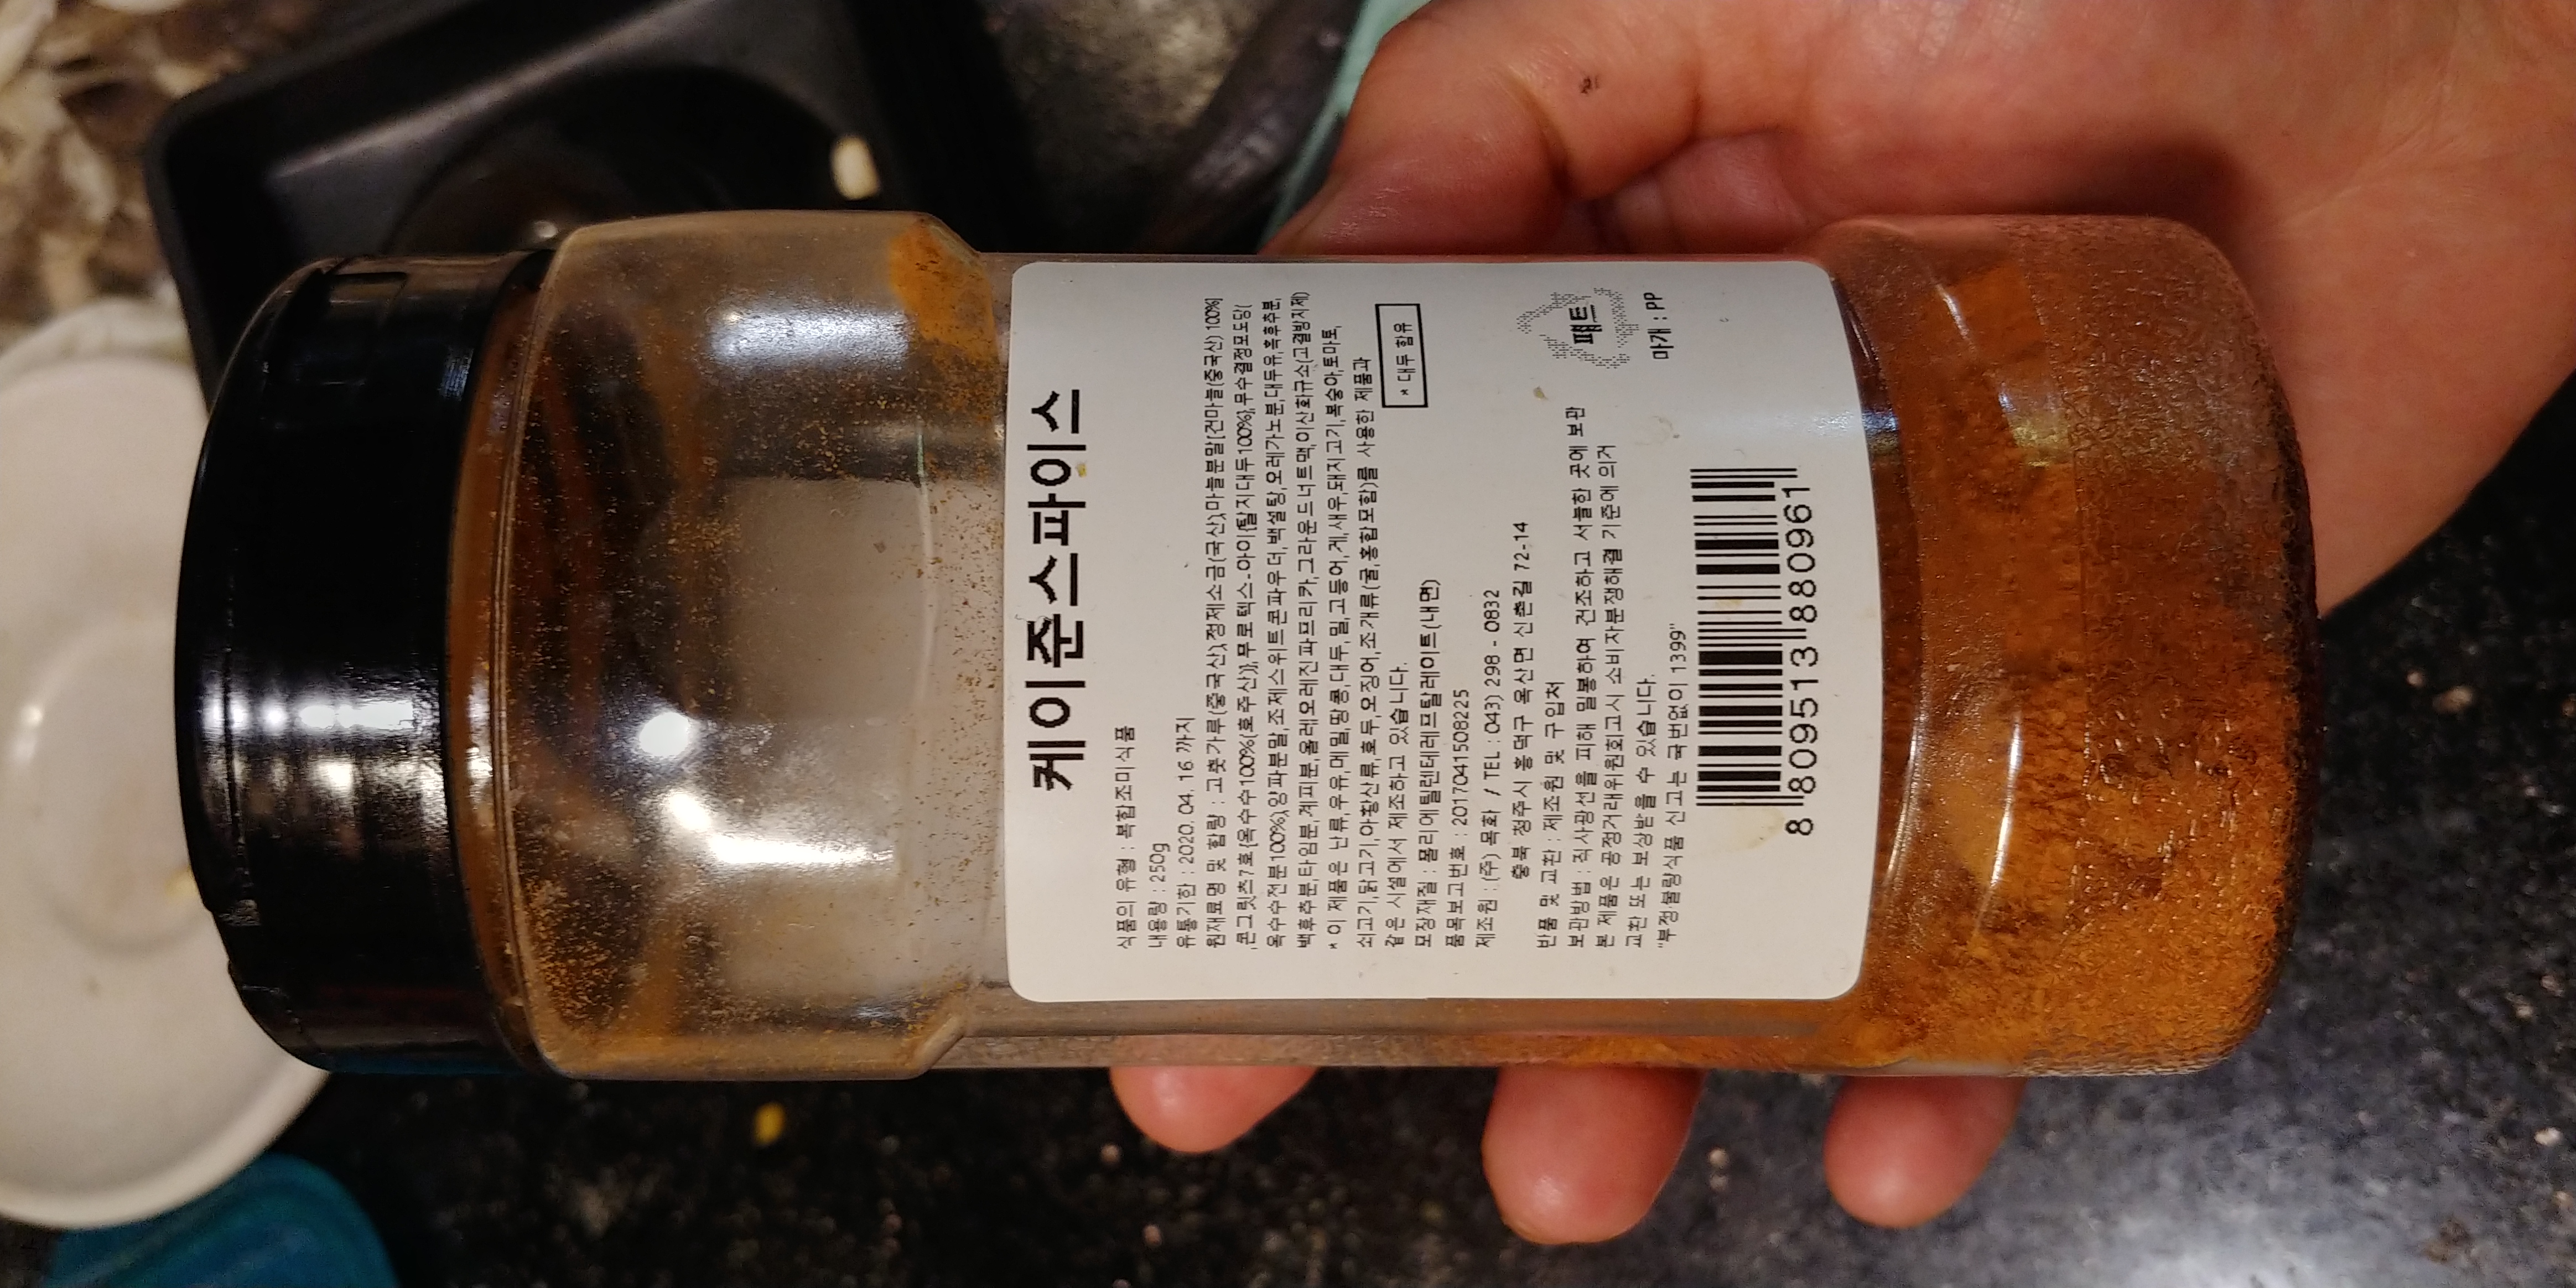 케이준스파이스
식품의 유형 : 복합조미식품
내용량 : 250g
유통기한 : 2020. 04. 16 까지
원재료명 및 함량 : 고춧가루(중국산),정제소금(국산),마늘분말[건마늘(중국산) 100%]
,콘그릿츠7호{옥수수100%(호주산)},푸로텍스-아이{탈지대두100%},무수결정포도당(
옥수수전분100%),양파분말,조제스위트콘파우더,백설탕,오레가노분,대두유,흑후추분,
백후추분,타임분,계피분,올레오레진파프리카,그라운드너트맥,이산화규소(고결방지제)
* 이 제품은 난류,우유,메밀,땅콩,대두,밀,고등어,게,새우,돼지고기,복숭아,토마토,
쇠고기,닭고기,아황산류,호두,오징어,조개류(굴,홍합포함)를 사용한 제품과
같은 시설에서 제조하고 있습니다.
* 대두 함유
포장재질 : 폴리에틸렌테레프탈레이트(내면)
품목보고번호 : 2017041508225
제조원 : (주) 목화 / TEL : 043) 298 - 0832
충북 청주시 흥덕구 옥산면 신촌길 72-14
반품 및 교환 : 제조원 및 구입처
보관방법 : 직사광선을 피해 밀봉하여 건조하고 서늘한 곳에 보관
본 제품은 공정거래위원회고시 소비자분쟁해결 기준에 의거
교환 또는 보상받을 수 있습니다.
"부정·불량식품 신고는 국번없이 1399"
페트
마개 : PP
8 809513 880961